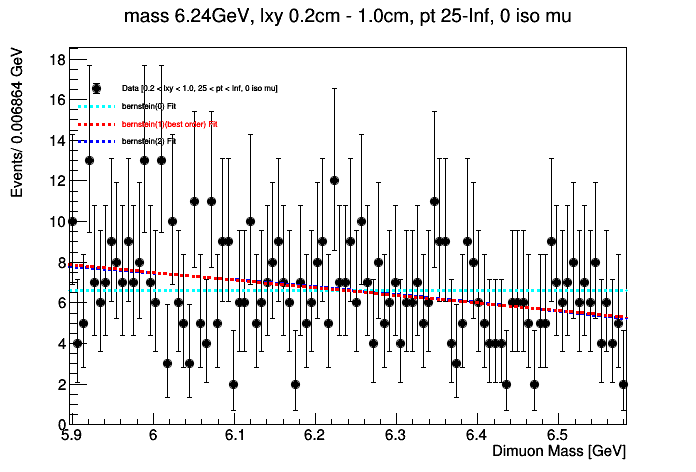 mass 6.24GeV, lxy 0.2cm - 1.0cm, pt 25-Inf, 0 iso mu
Events/ 0.006864 GeV
18
16
14
12
10
8
6
4
2
0
Data [0.2 < lxy < 1.0, 25 < pt < Inf, 0 iso mu]
bernstein(0) Fit
bernstein(1)(best order) Fit
bernstein(2) Fit
5.9 6 6.1 6.2 6.3 6.4 6.5
Dimuon Mass [GeV]